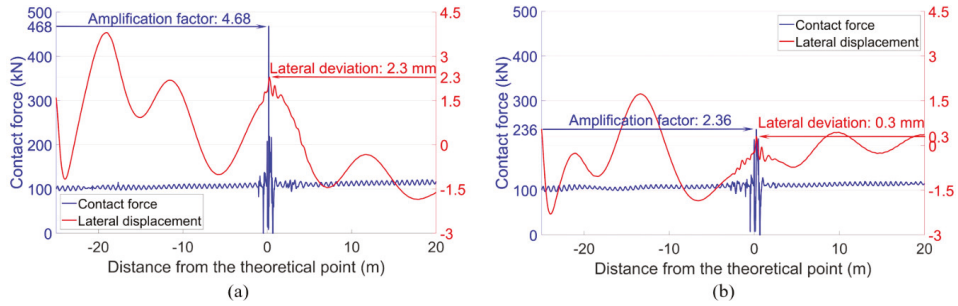 500
468
400
300
200
100
0
Contact force (kN)
Amplification factor: 4.68
Lateral deviation: 2.3 mm
Contact force
Lateral displacement
4.5
3
2.3
1.5
0
-1.5
-3
-20
-10
0
10
20
Distance from the theoretical point (m)
(a)
500
400
300
236
200
100
0
Contact force (kN)
Contact force
Lateral displacement
Amplification factor: 2.36
Lateral deviation: 0.3 mm
4.5
3
1.5
0.3
0
-1.5
-3
-20
-10
0
10
20
Distance from the theoretical point (m)
(b)